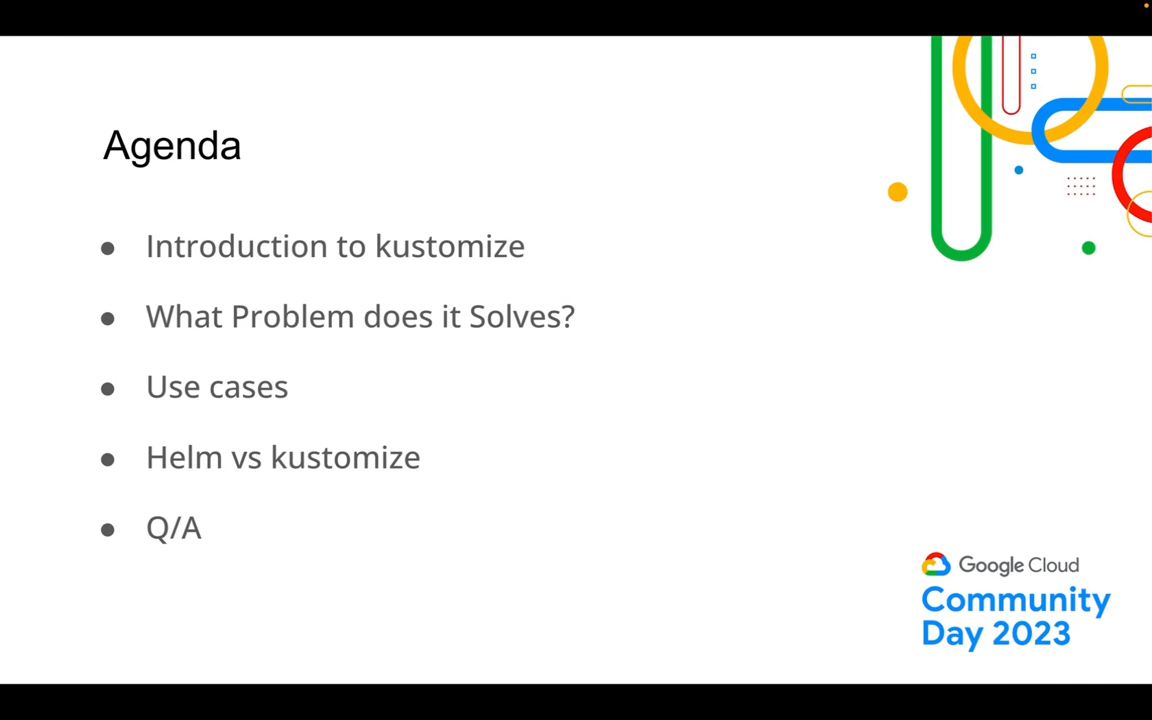 Agenda
● Introduction to kustomize
● What Problem does it Solves?
● Use cases
● Helm vs kustomize
● Q/A
Google Cloud
Community
Day 2023